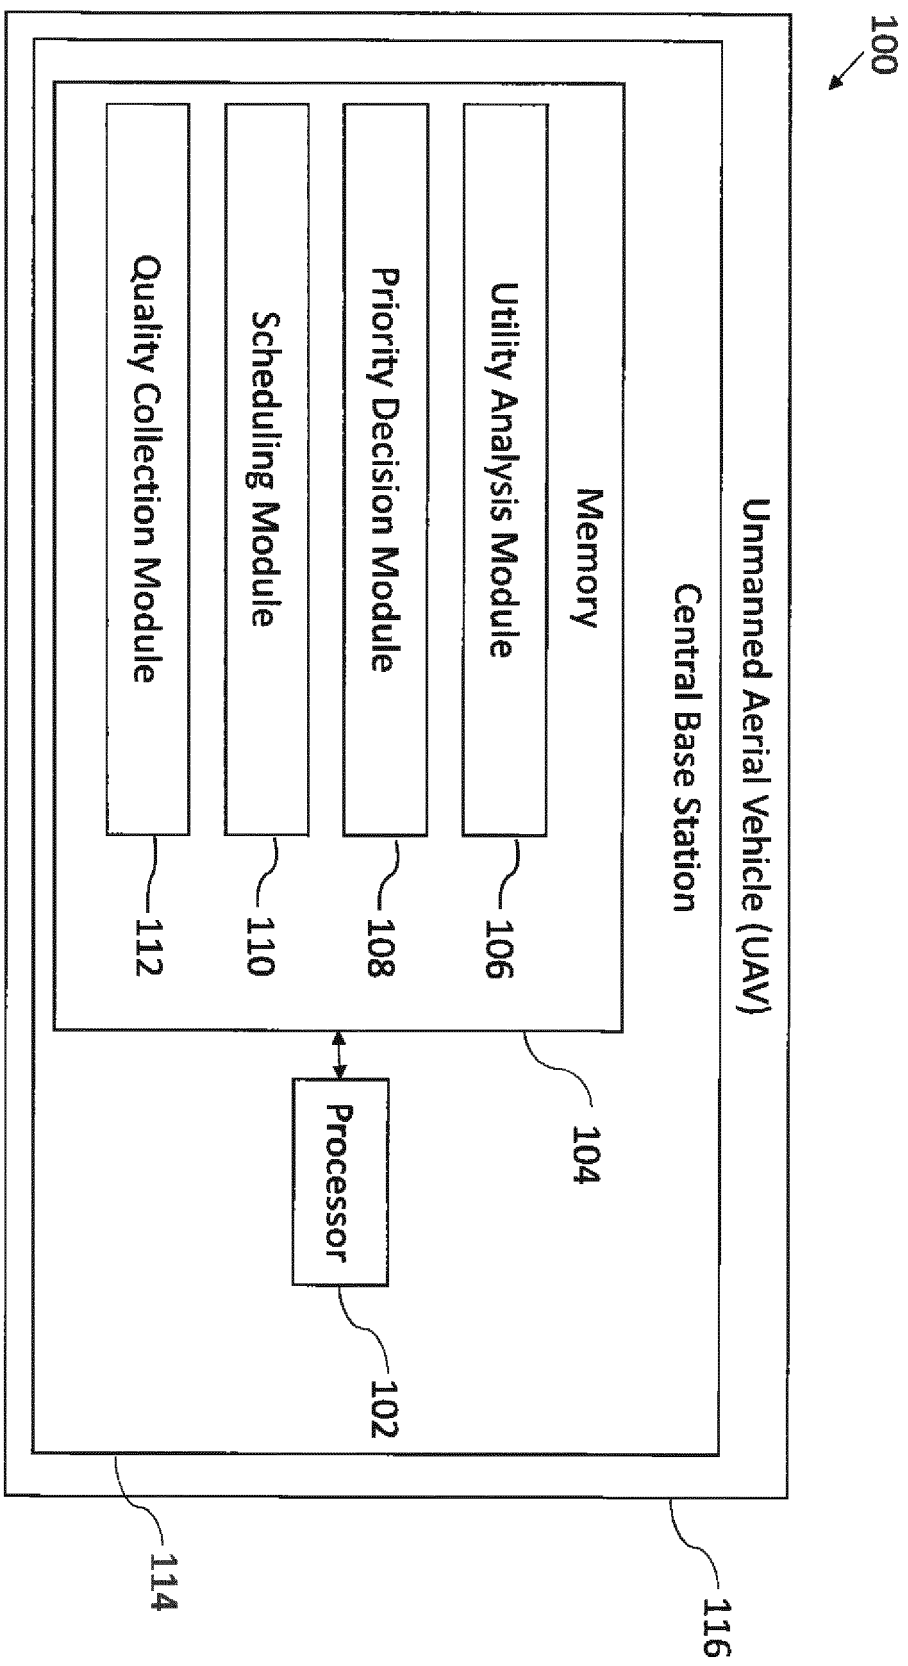 100
Unmanned Aerial Vehicle (UAV)
Central Base Station
Memory
Utility Analysis Module
106
Priority Decision Module
108
Scheduling Module
110
Quality Collection Module
112
104
Processor
102
114
116